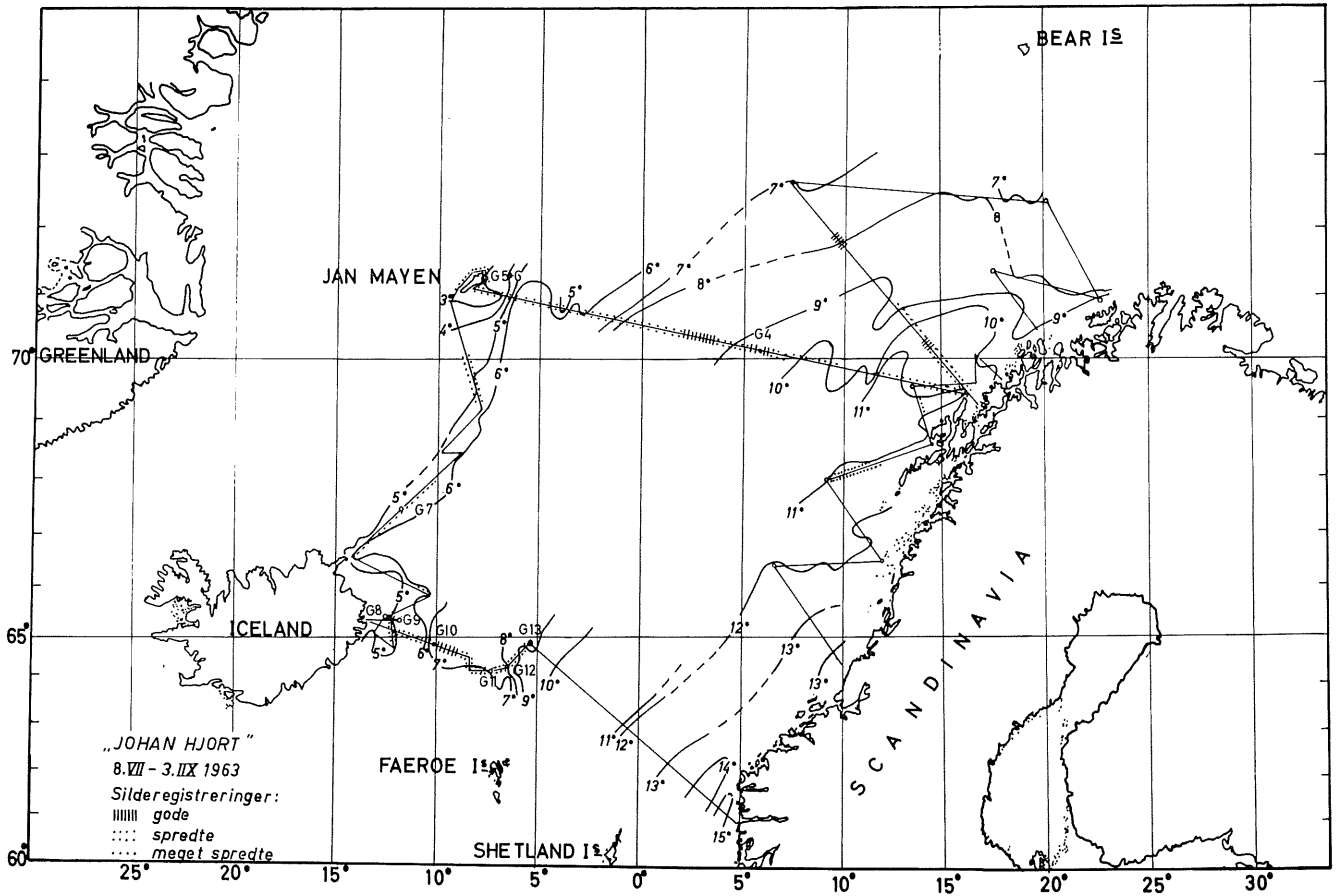 BEAR IS
7°
7°
8
JAN MAYEN
G5
6
6°
7°
8°
5°
3°
4°
5°
9°
10°
9°
G4
70°
GREENLAND
6°
10°
11°
5°
6°
G7
11°
5°
G8
G9
65°
ICELAND
G10
8°
G13
12°
5°
6°
7°
G11
G12
7°
9°
10°
13°
13°
SCANDINAVIA
11°
12°
„JOHAN HJORT"
8.VII - 3.IIX 1963
Silderegistreringer:
gode
spredte
meget spredte
FAEROE IS
13°
14°
15°
SHETLAND IS
60°
25°
20°
15°
10°
5°
0°
5°
10°
15°
20°
25°
30°